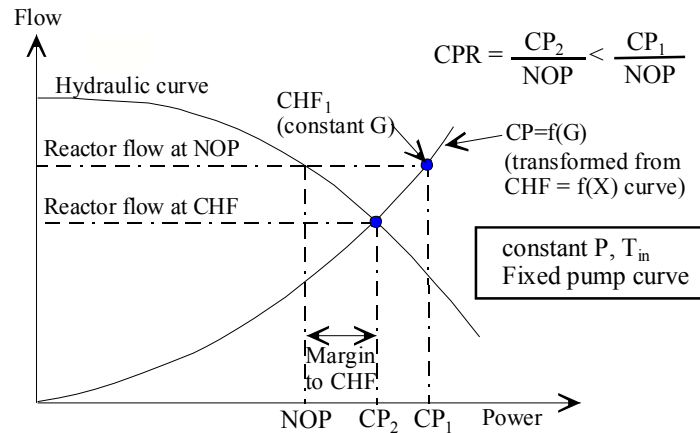 Flow
CPR = CP2/NOP < CP1/NOP
Hydraulic curve
CHF1
(constant G)
CP=f(G)
(transformed from
CHF = f(X) curve)
Reactor flow at NOP
Reactor flow at CHF
constant P, Tin
Fixed pump curve
Margin
to CHF
NOP
CP2
CP1
Power